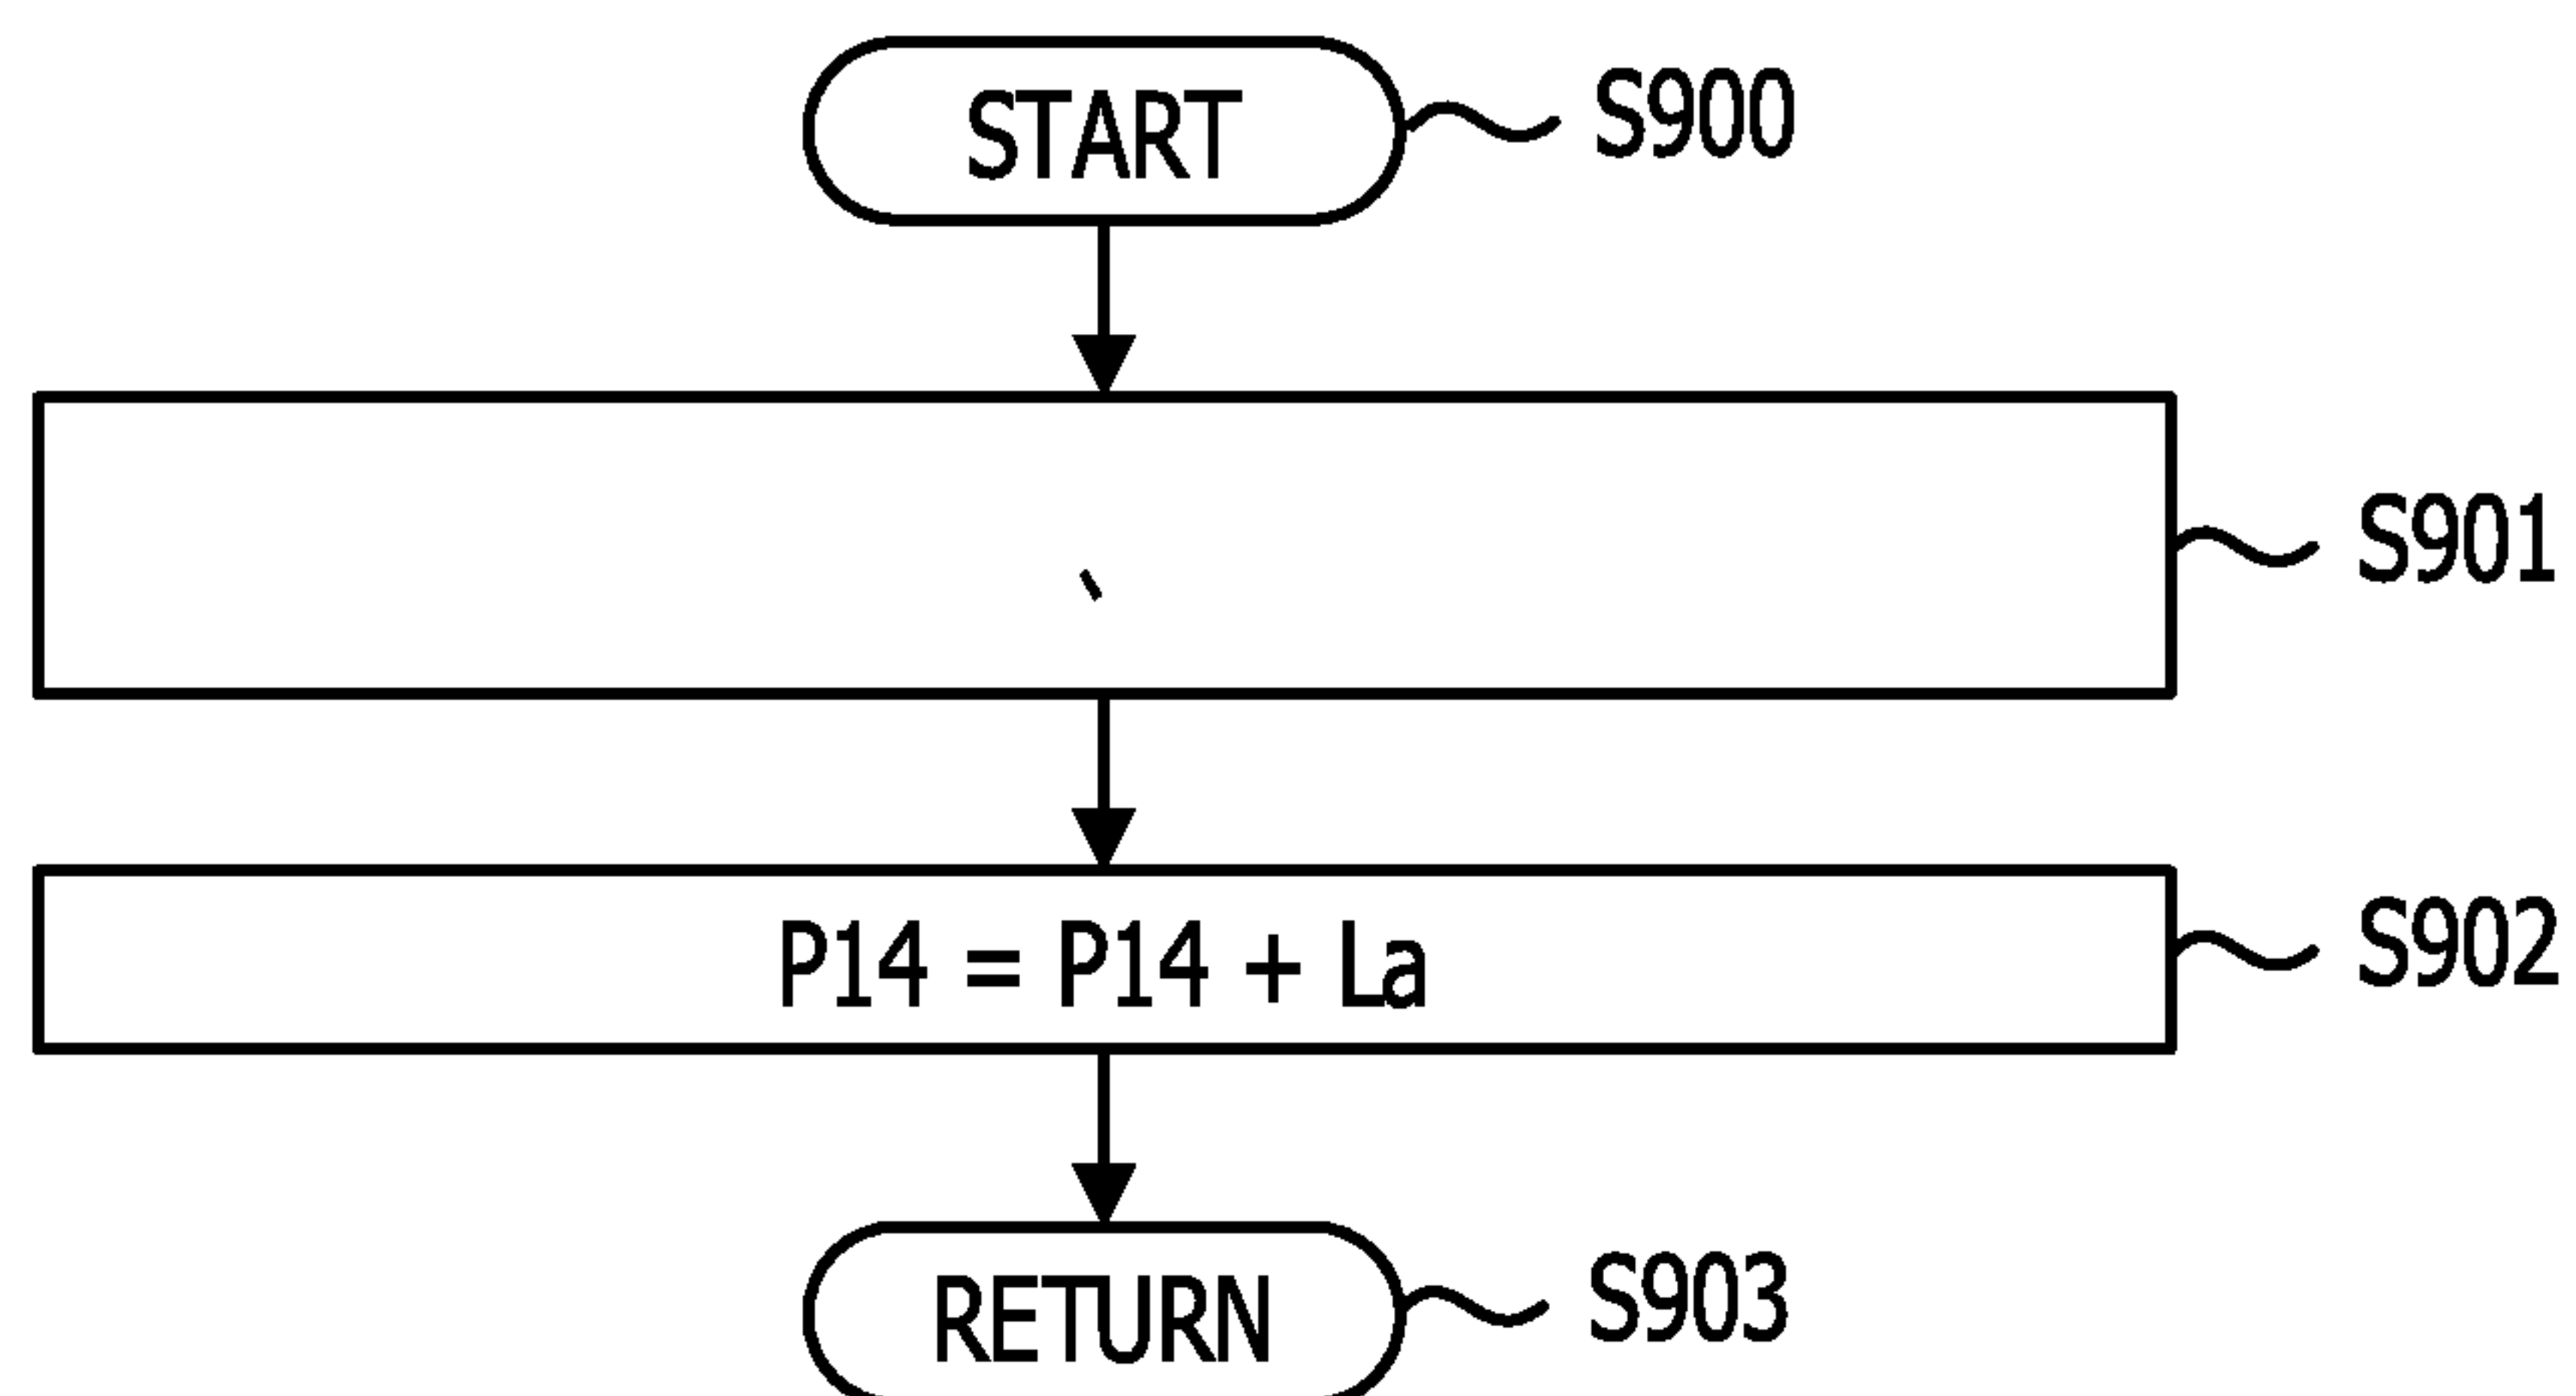 START
S900
S901
P14 = P14 + La
S902
RETURN
S903